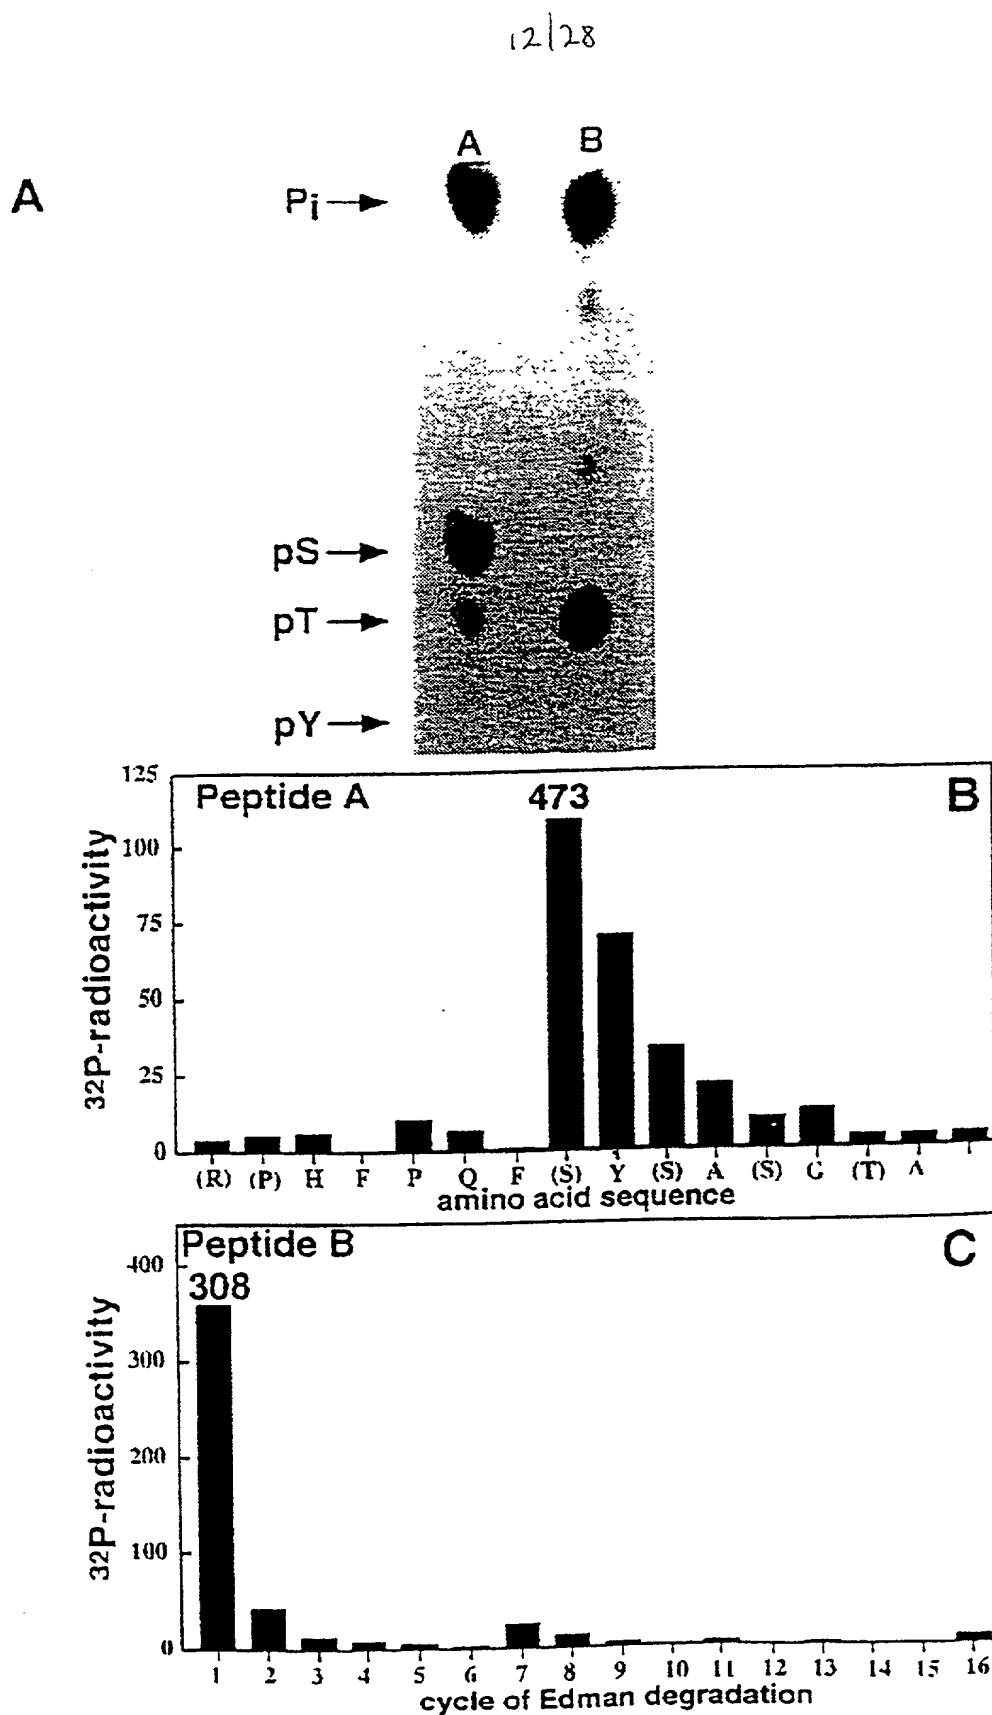 12/28
A B
A
Pi
pS
pT
pY
Peptide A 473 B
125
100
75
50
25
0
32P-radioactivity
(R) (P) H F P Q F (S) Y (S) A (S) G (T) A
amino acid sequence
Peptide B C
308
400
300
200
100
0
32P-radioactivity
1 2 3 4 5 6 7 8 9 10 11 12 13 14 15 16
cycle of Edman degradation